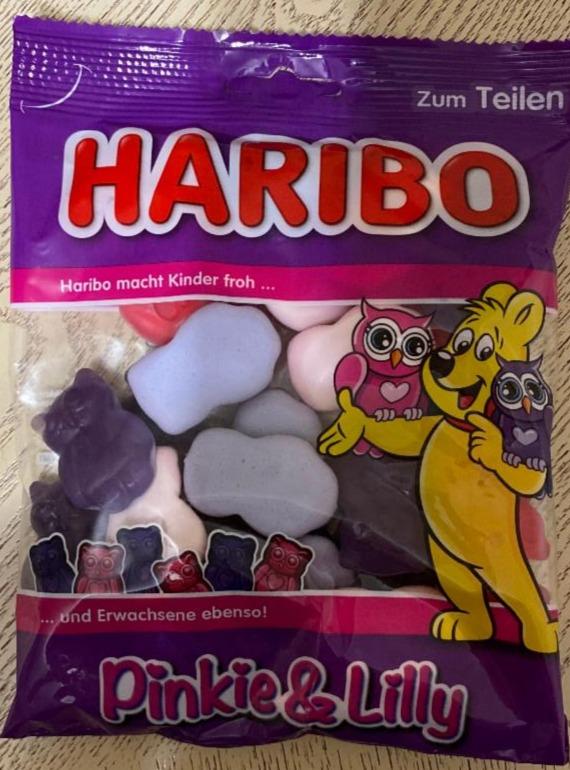 Zum Teilen
HARIBO
Haribo macht Kinder froh ...
... und Erwachsene ebenso!
Pinkie & Lilly